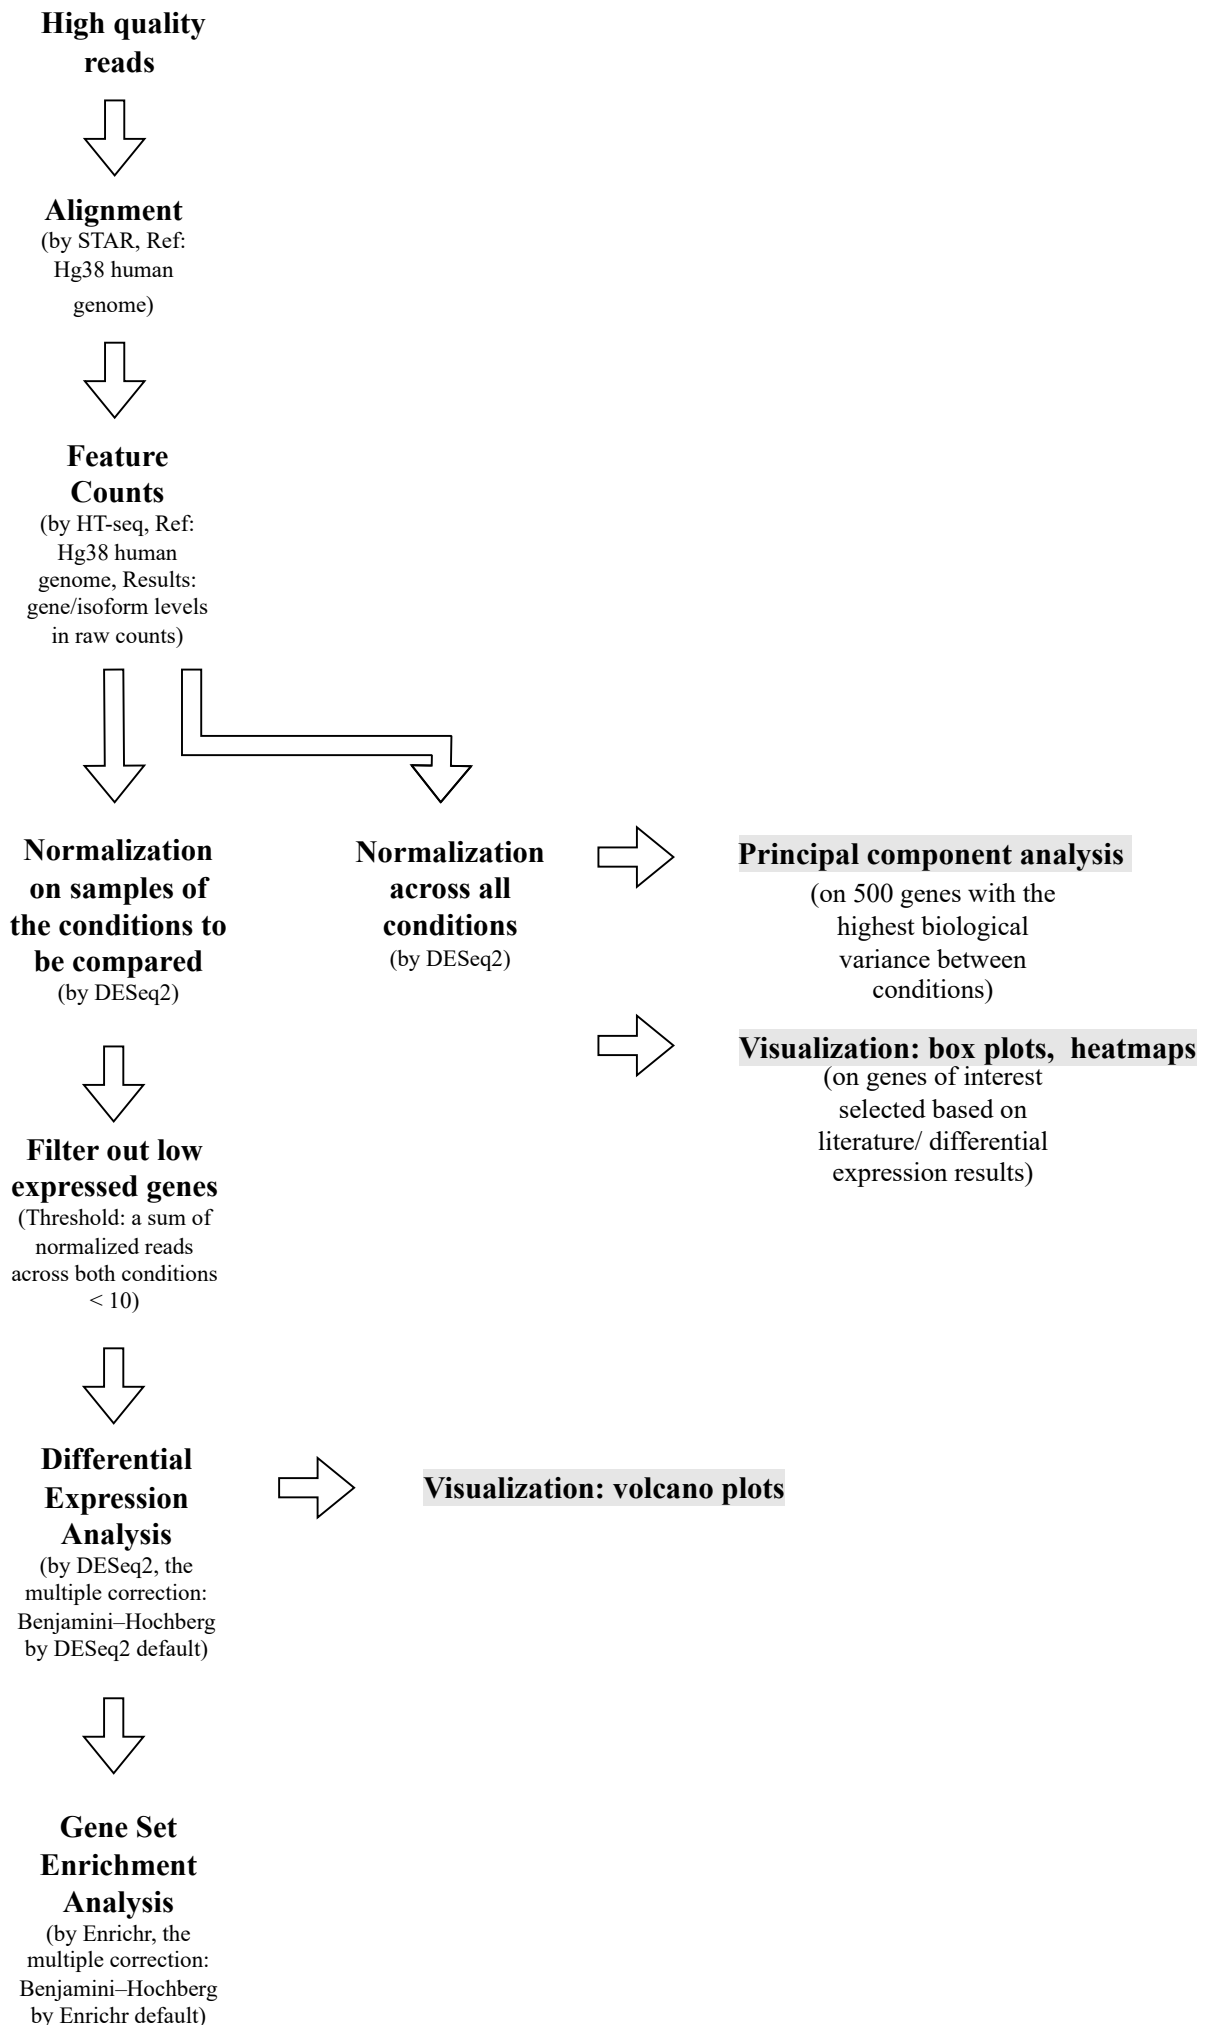 High quality
reads
Alignment
(by STAR, Ref:
Hg38 human
genome)
Feature
Counts
(by HT-seq, Ref:
Hg38 human
genome, Results:
gene/isoform levels
in raw counts)
Normalization
on samples of
the conditions to
be compared
(by DESeq2)
Normalization
across all
conditions
(by DESeq2)
Principal component analysis
(on 500 genes with the
highest biological
variance between
conditions)
Visualization: box plots,  heatmaps
(on genes of interest
selected based on
literature/ differential
expression results)
Filter out low
expressed genes
(Threshold: a sum of
normalized reads
across both conditions
< 10)
Differential
Expression
Analysis
(by DESeq2, the
multiple correction:
Benjamini–Hochberg
by DESeq2 default)
Visualization: volcano plots
Gene Set
Enrichment
Analysis
(by Enrichr, the
multiple correction:
Benjamini–Hochberg
by Enrichr default)